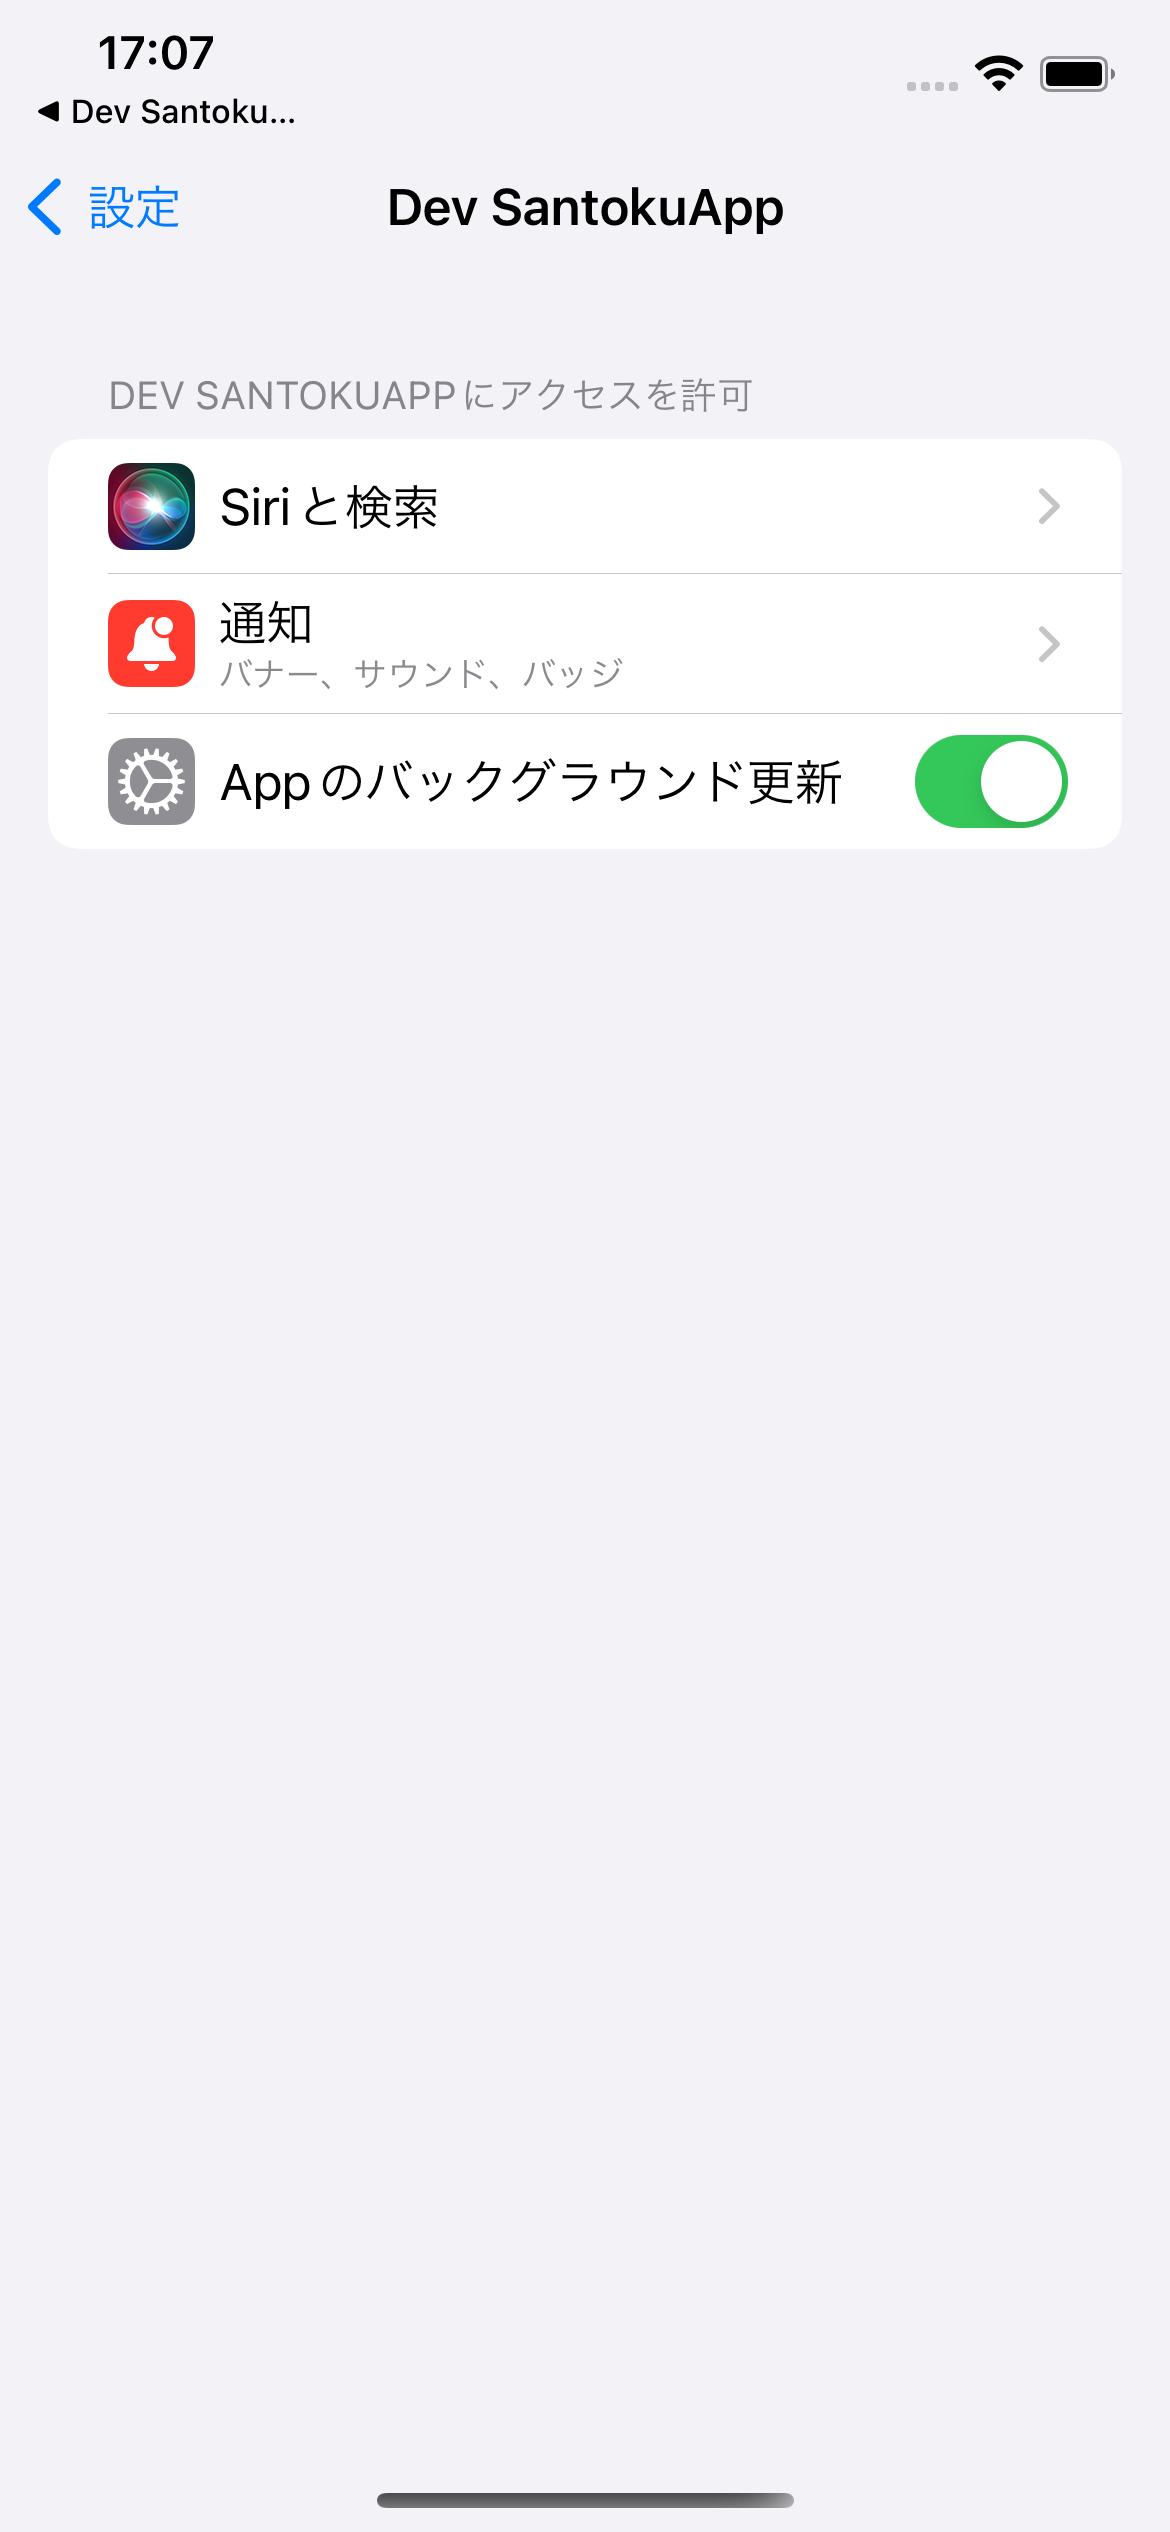 17:07
◀ Dev Santoku...
設定
Dev SantokuApp
DEV SANTOKUAPPにアクセスを許可
Siriと検索
通知
バナー、サウンド、バッジ
Appのバックグラウンド更新